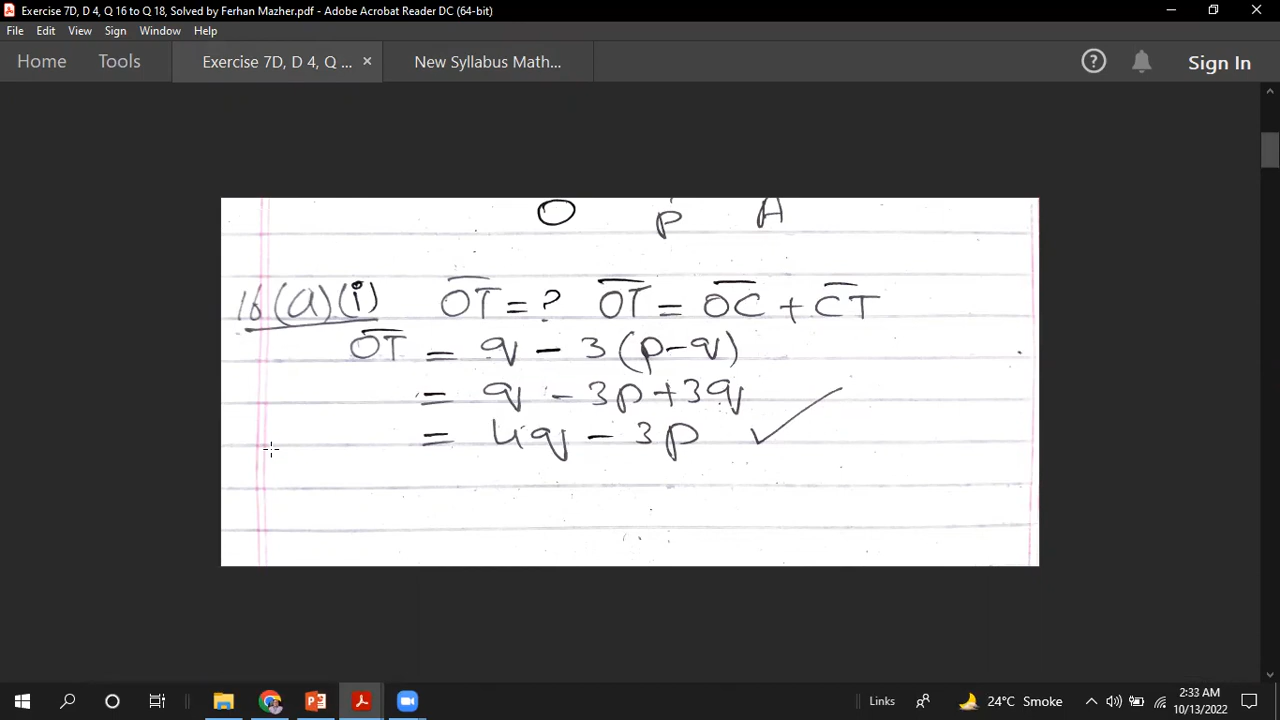 Exercise 7D, D 4, Q 16 to Q 18, Solved by Ferhan Mazher.pdf - Adobe Acrobat Reader DC (64-bit)
File Edit View Sign Window Help
Home Tools Exercise 7D, D 4, Q ... × New Syllabus Math... ? Sign In
O p A
16(a)(i) OT = ? OT = OC + CT
OT = q - 3(p-q)
= q - 3p + 3q
= 4q - 3p ✓
Links 24°C Smoke 2:33 AM
10/13/2022